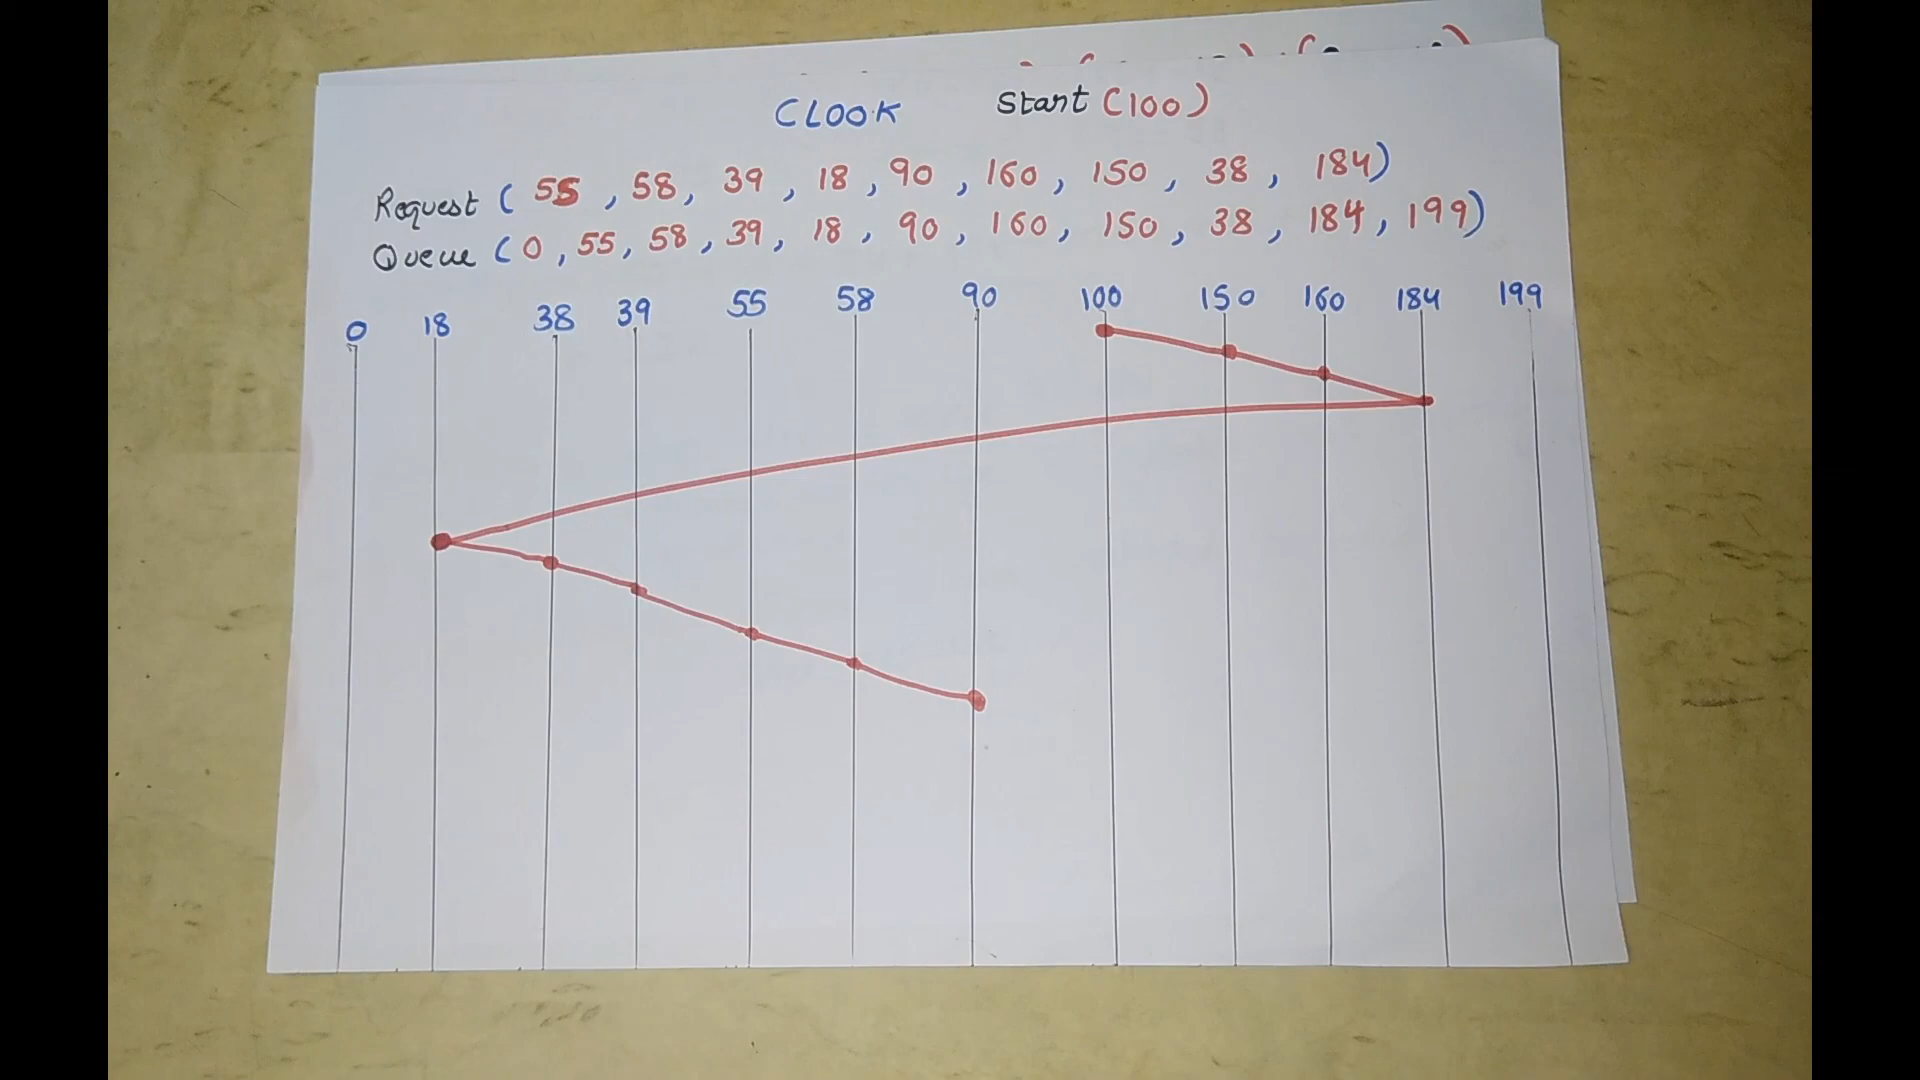 CLOOK Start (100)
Request ( 55 , 58, 39 , 18 , 90 , 160 , 150 , 38 , 184)
Queue ( 0 , 55, 58 , 39 , 18 , 90 , 160 , 150 , 38 , 184 , 199)
0 18 38 39 55 58 90 100 150 160 184 199